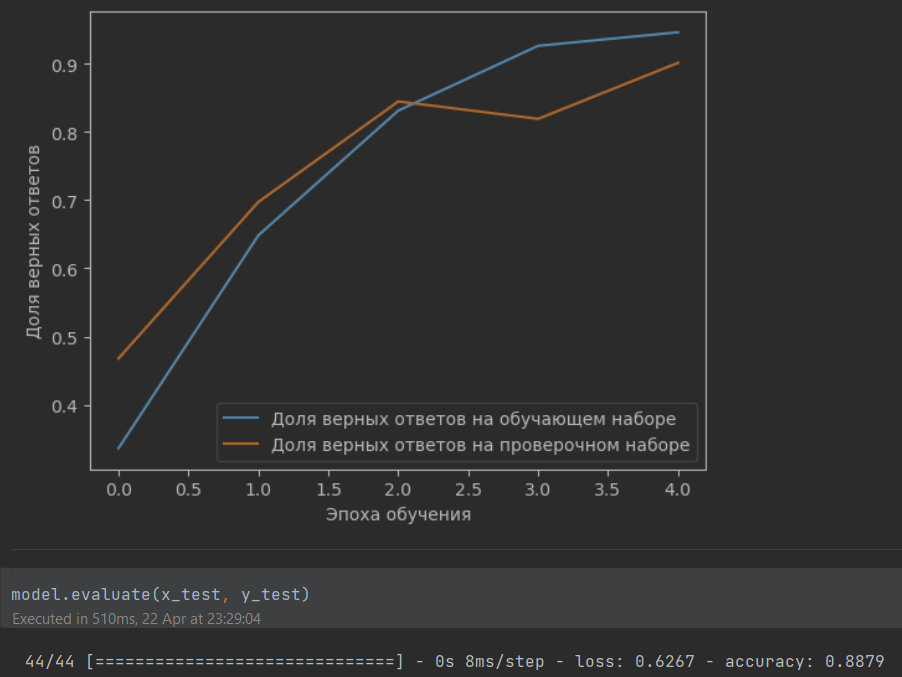 0.9
0.8
0.7
0.6
0.5
0.4
Доля верных ответов
Доля верных ответов на обучающем наборе
Доля верных ответов на проверочном наборе
0.0 0.5 1.0 1.5 2.0 2.5 3.0 3.5 4.0
Эпоха обучения
model.evaluate(x_test, y_test)
Executed in 510ms, 22 Apr at 23:29:04
44/44 [==============================] - 0s 8ms/step - loss: 0.6267 - accuracy: 0.8879